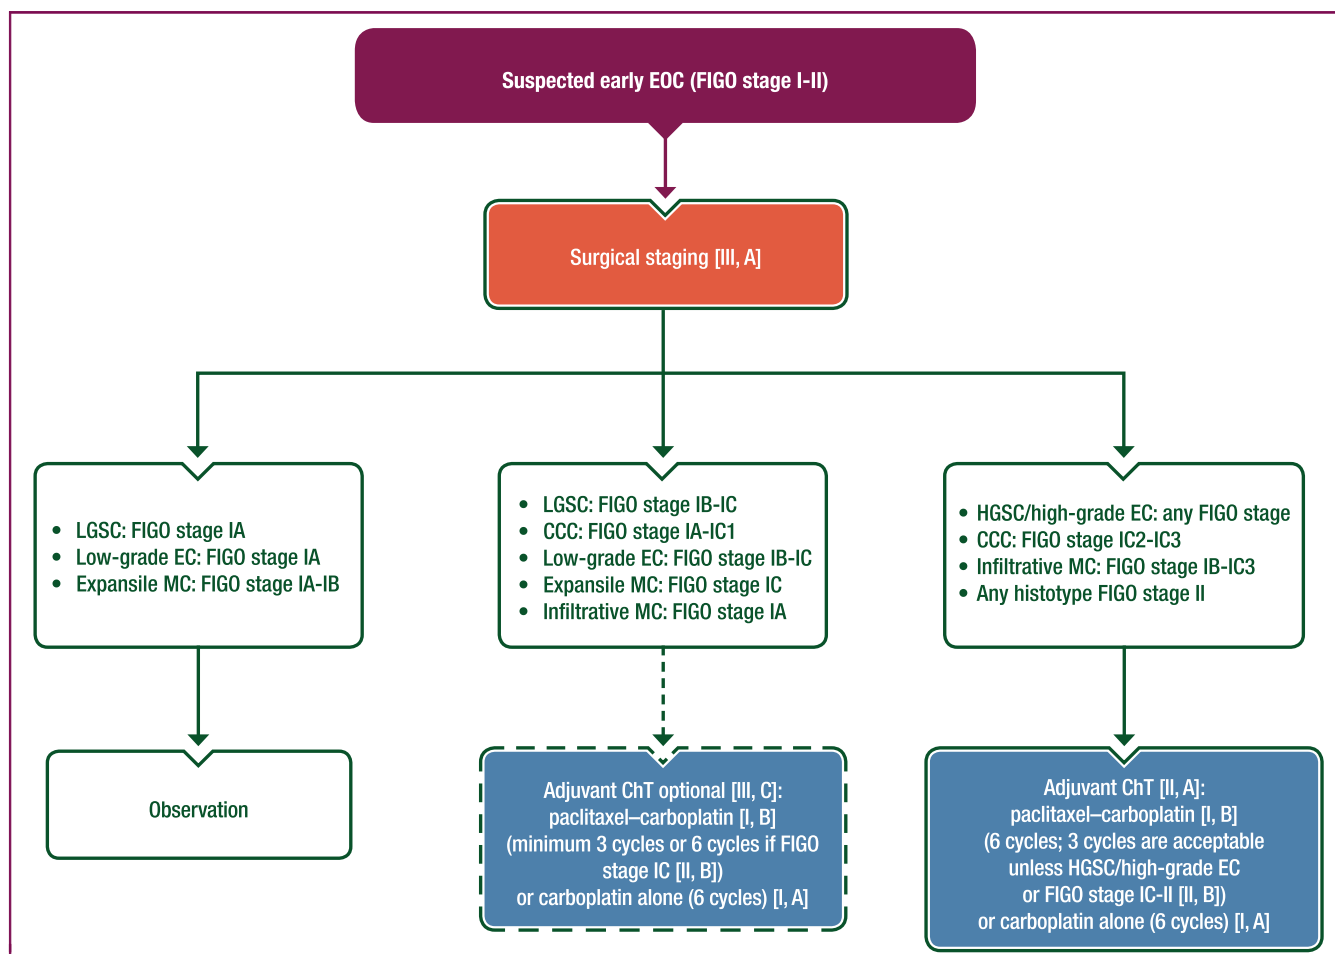 Suspected early EOC (FIGO stage I-II)
Surgical staging [III, A]
• LGSC: FIGO stage IA
• Low-grade EC: FIGO stage IA
• Expansile MC: FIGO stage IA-IB
• LGSC: FIGO stage IB-IC
• CCC: FIGO stage IA-IC1
• Low-grade EC: FIGO stage IB-IC
• Expansile MC: FIGO stage IC
• Infiltrative MC: FIGO stage IA
• HGSC/high-grade EC: any FIGO stage
• CCC: FIGO stage IC2-IC3
• Infiltrative MC: FIGO stage IB-IC3
• Any histotype FIGO stage II
Observation
Adjuvant ChT optional [III, C]:
paclitaxel–carboplatin [I, B]
(minimum 3 cycles or 6 cycles if FIGO
stage IC [II, B])
or carboplatin alone (6 cycles) [I, A]
Adjuvant ChT [II, A]:
paclitaxel–carboplatin [I, B]
(6 cycles; 3 cycles are acceptable
unless HGSC/high-grade EC
or FIGO stage IC-II [II, B])
or carboplatin alone (6 cycles) [I, A]